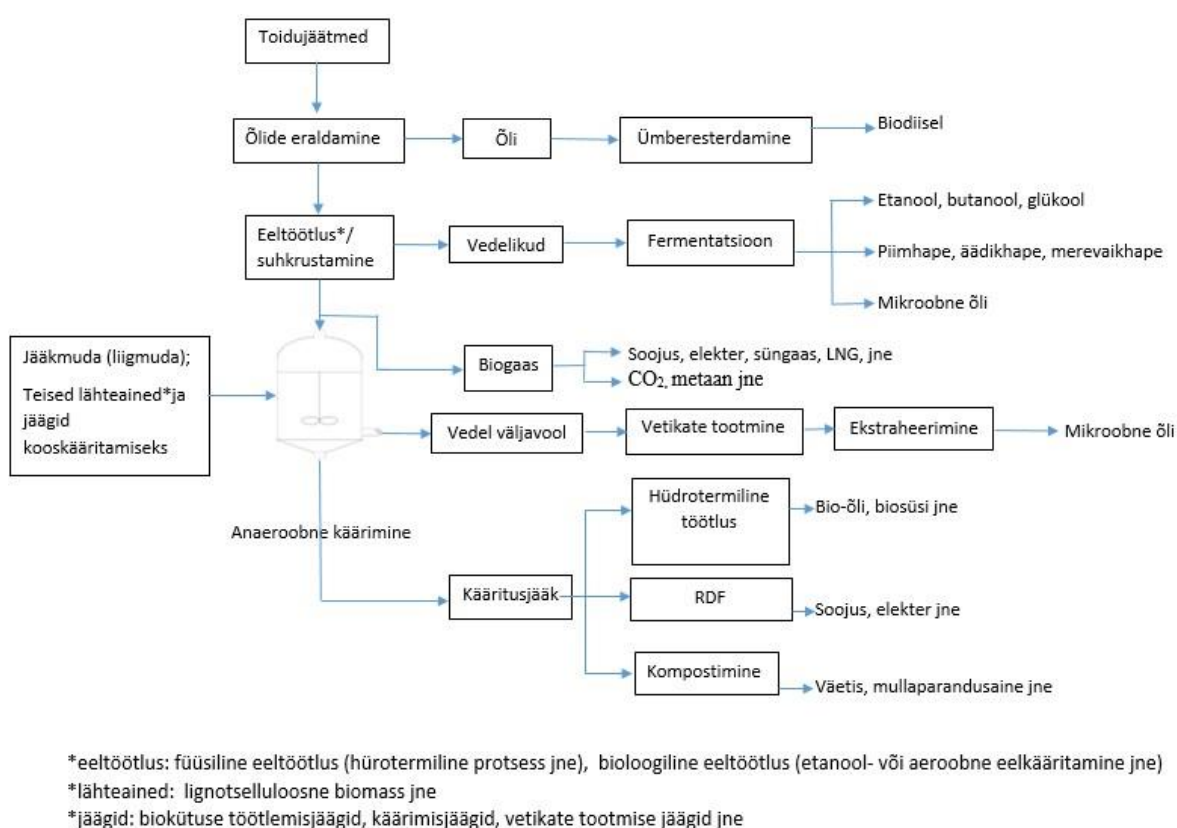 Toidujäätmed
Õlide eraldamine
Õli
Ümberesterdamine
Biodiisel
Eeltöötlus*/
suhkrustamine
Vedelikud
Fermentatsioon
Etanool, butanool, glükool
Piimhape, äädikhape, merevaikhape
Mikroobne õli
Jääkmuda (liigmuda);
Teised lähteained*ja
jäägid
kooskääritamiseks
Biogaas
Soojus, elekter, süngaas, LNG, jne
CO₂, metaan jne
Vedel väljavool
Vetikate tootmine
Ekstraheerimine
Mikroobne õli
Anaeroobne käärimine
Hüdrotermiline
töötlus
Bio-õli, biosüsi jne
Kääritusjääk
RDF
Soojus, elekter jne
Kompostimine
Väetis, mullaparandusaine jne
*eeltöötlus: füüsiline eeltöötlus (hürotermiline protsess jne), bioloogiline eeltöötlus (etanool- või aeroobne eelkääritamine jne)
*lähteained: lignotselluloosne biomass jne
*jäägid: biokütuse töötlemisjäägid, käärimisjäägid, vetikate tootmise jäägid jne